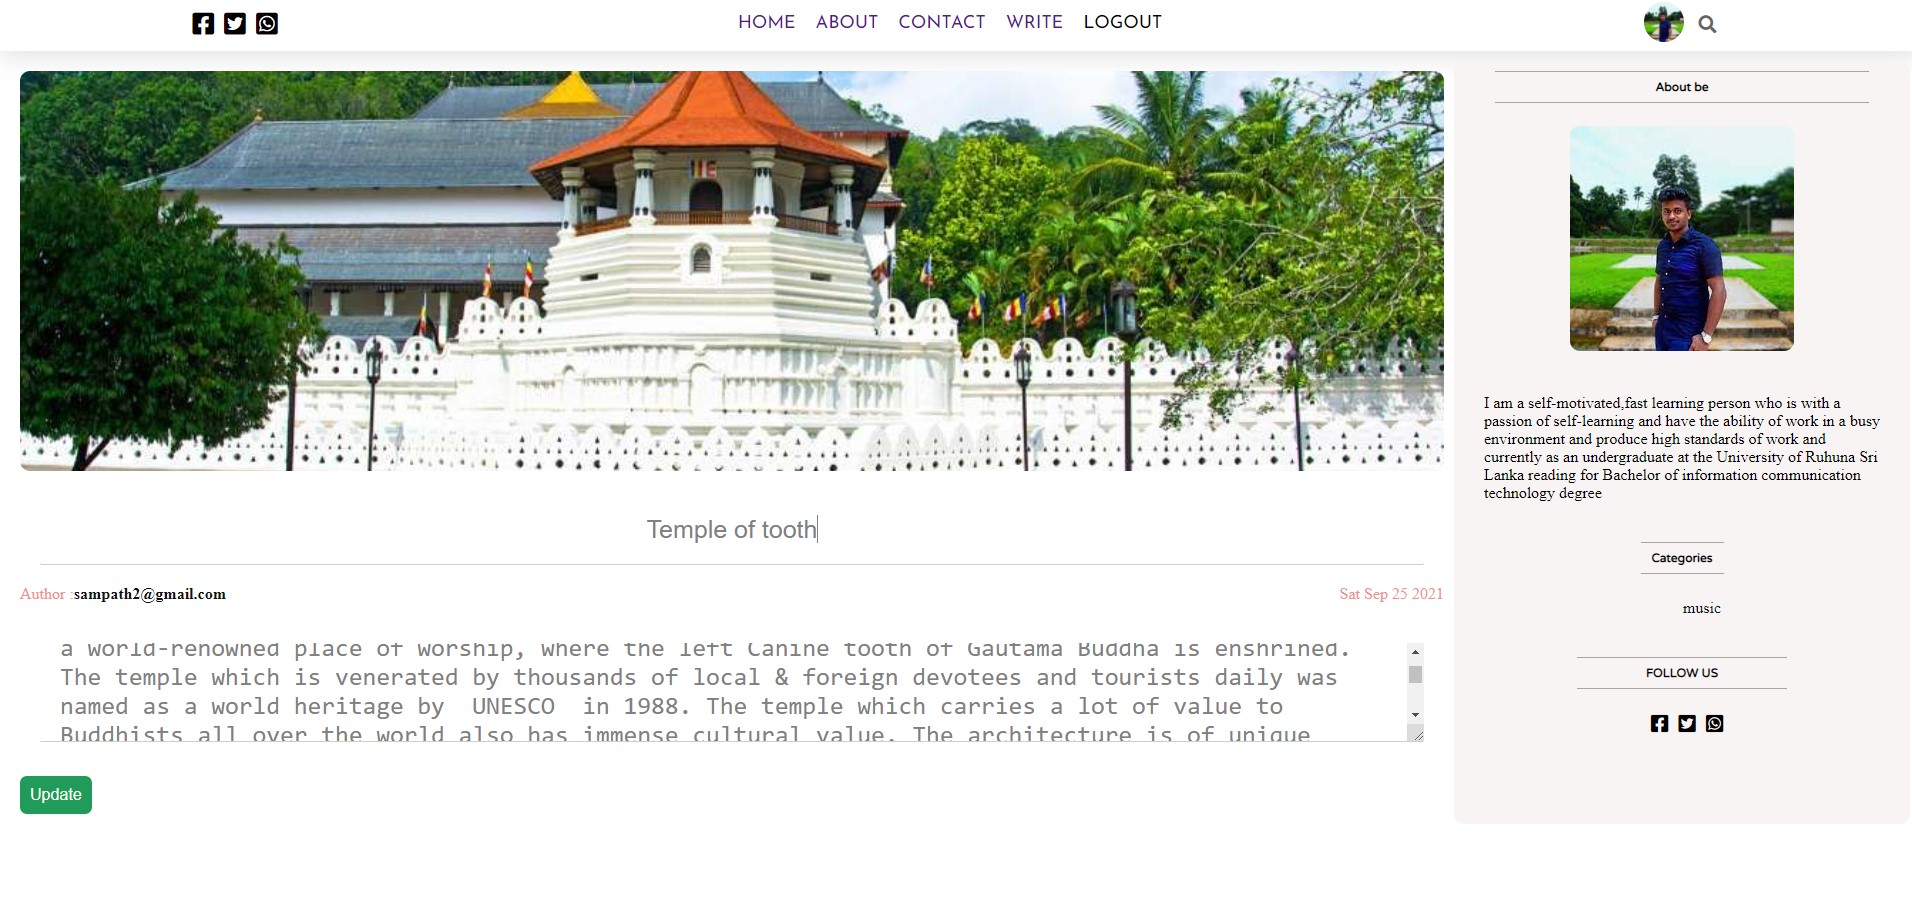 HOME ABOUT CONTACT WRITE LOGOUT
Temple of tooth
Author :sampath2@gmail.com
Sat Sep 25 2021
a world-renowned place of worship, where the left Canine tooth of Gautama Buddha is enshrined.
The temple which is venerated by thousands of local & foreign devotees and tourists daily was
named as a world heritage by  UNESCO  in 1988. The temple which carries a lot of value to
Buddhists all over the world also has immense cultural value. The architecture is of unique
Update
About be
I am a self-motivated,fast learning person who is with a
passion of self-learning and have the ability of work in a busy
environment and produce high standards of work and
currently as an undergraduate at the University of Ruhuna Sri
Lanka reading for Bachelor of information communication
technology degree
Categories
music
FOLLOW US